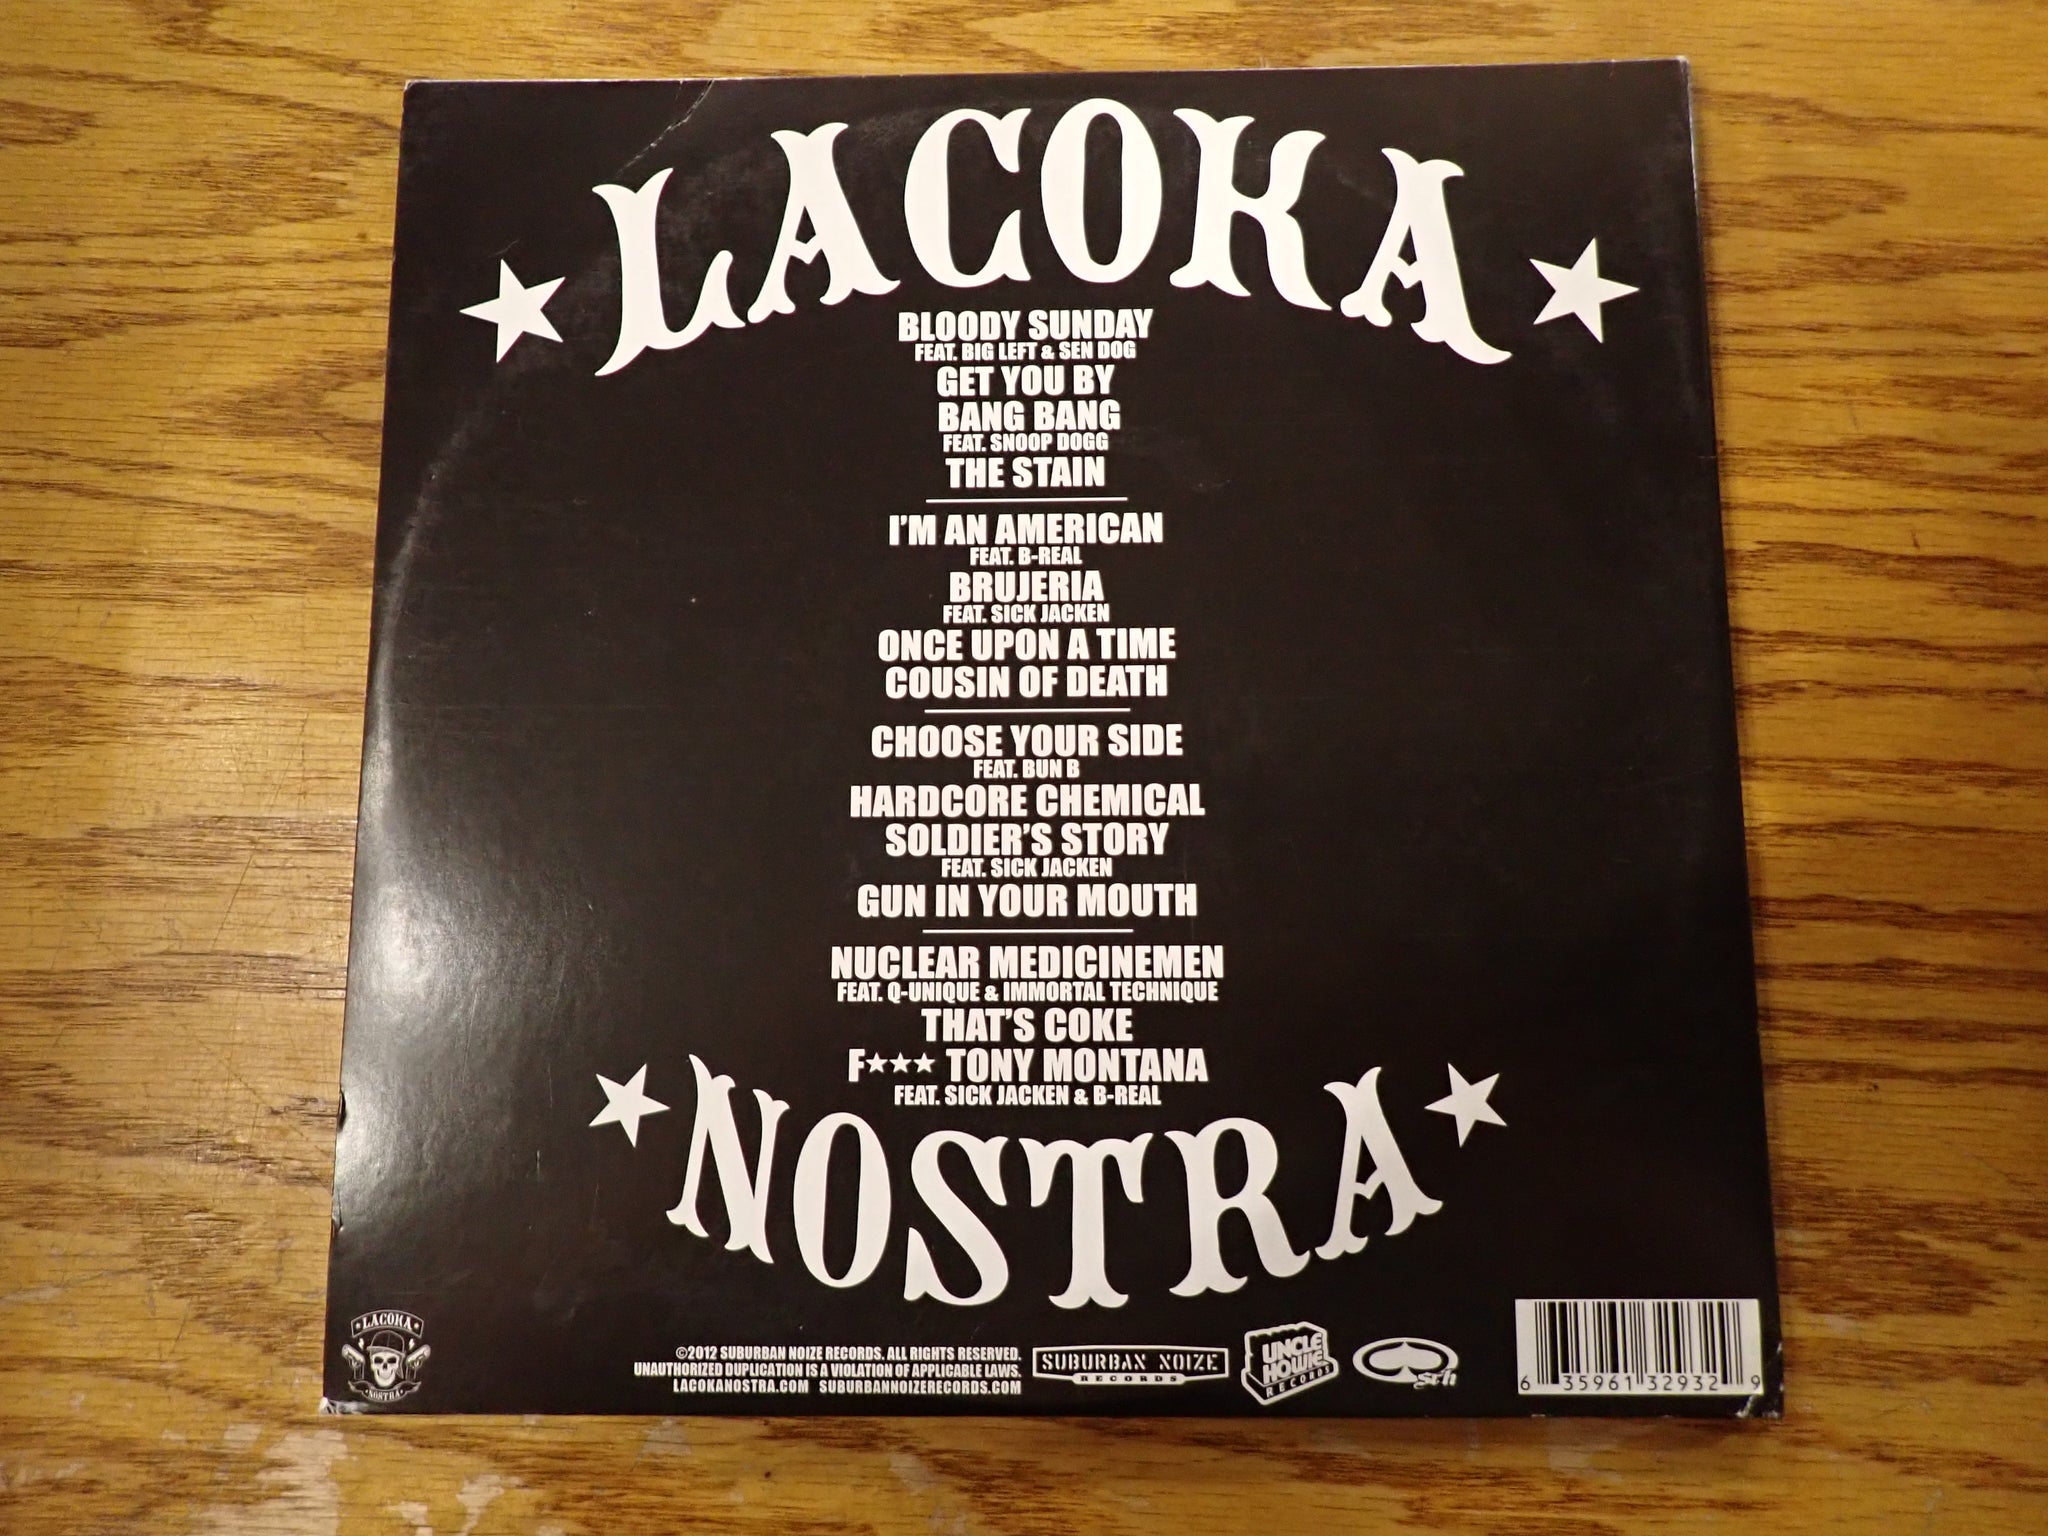 LACOKA
BLOODY SUNDAY
FEAT. BIG LEFT & SEN DOG
GET YOU BY
BANG BANG
FEAT. SNOOP DOGG
THE STAIN
I'M AN AMERICAN
FEAT. B-REAL
BRUJERIA
FEAT. SICK JACKEN
ONCE UPON A TIME
COUSIN OF DEATH
CHOOSE YOUR SIDE
FEAT. BUN B
HARDCORE CHEMICAL
SOLDIER'S STORY
FEAT. SICK JACKEN
GUN IN YOUR MOUTH
NUCLEAR MEDICINEMEN
FEAT. Q-UNIQUE & IMMORTAL TECHNIQUE
THAT'S COKE
F★★★ TONY MONTANA
FEAT. SICK JACKEN & B-REAL
NOSTRA
LACOKA
NOSTRA
©2012 SUBURBAN NOIZE RECORDS. ALL RIGHTS RESERVED.
UNAUTHORIZED DUPLICATION IS A VIOLATION OF APPLICABLE LAWS.
LACOKANOSTRA.COM SUBURBANNOIZERECORDS.COM
SUBURBAN NOIZE
RECORDS
UNCLE
HOWIE
RECORDS
srh
6 35961 32932 9